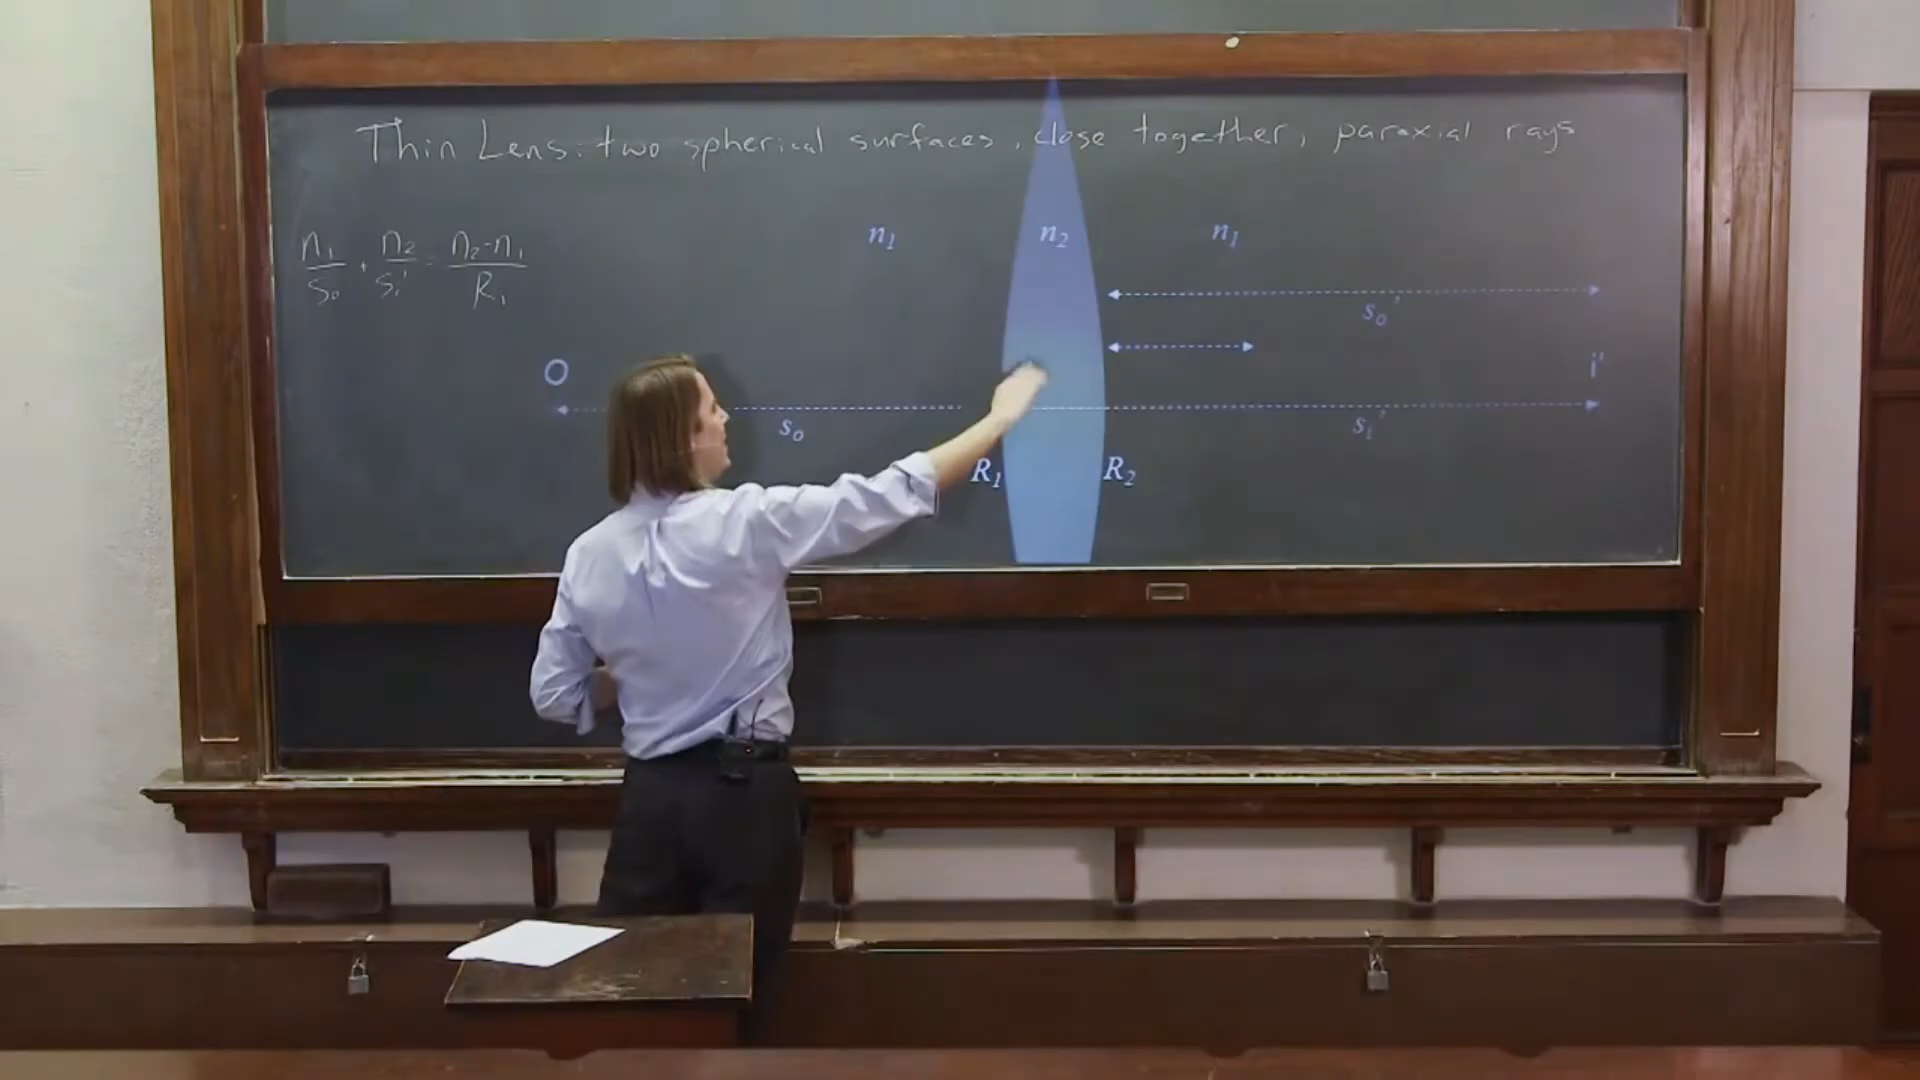 Thin Lens: two spherical surfaces, close together, paraxial rays
n₁/s₀ + n₂/sᵢ' = n₂-n₁/R₁
n₁ n₂ n₁
s₀'
O i'
s₀ sᵢ'
R₁ R₂